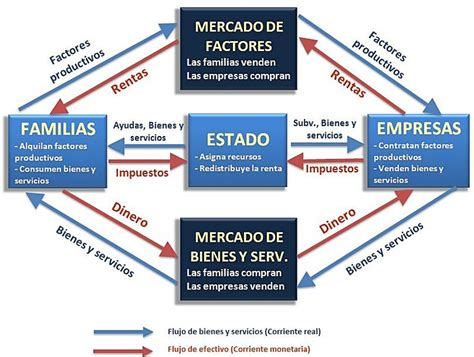 MERCADO DE
FACTORES
Las familias venden
Las empresas compran
Factores
productivos
Rentas
Factores
productivos
Rentas
FAMILIAS
- Alquilan factores
productivos
- Consumen bienes y
servicios
Ayudas, Bienes y
servicios
Impuestos
ESTADO
- Asigna recursos
- Redistribuye la renta
Subv., Bienes y
servicios
Impuestos
EMPRESAS
- Contratan factores
productivos
- Venden bienes y
servicios
Dinero
Bienes y servicios
MERCADO DE
BIENES Y SERV.
Las familias compran
Las empresas venden
Dinero
Bienes y servicios
Flujo de bienes y servicios (Corriente real)
Flujo de efectivo (Corriente monetaria)